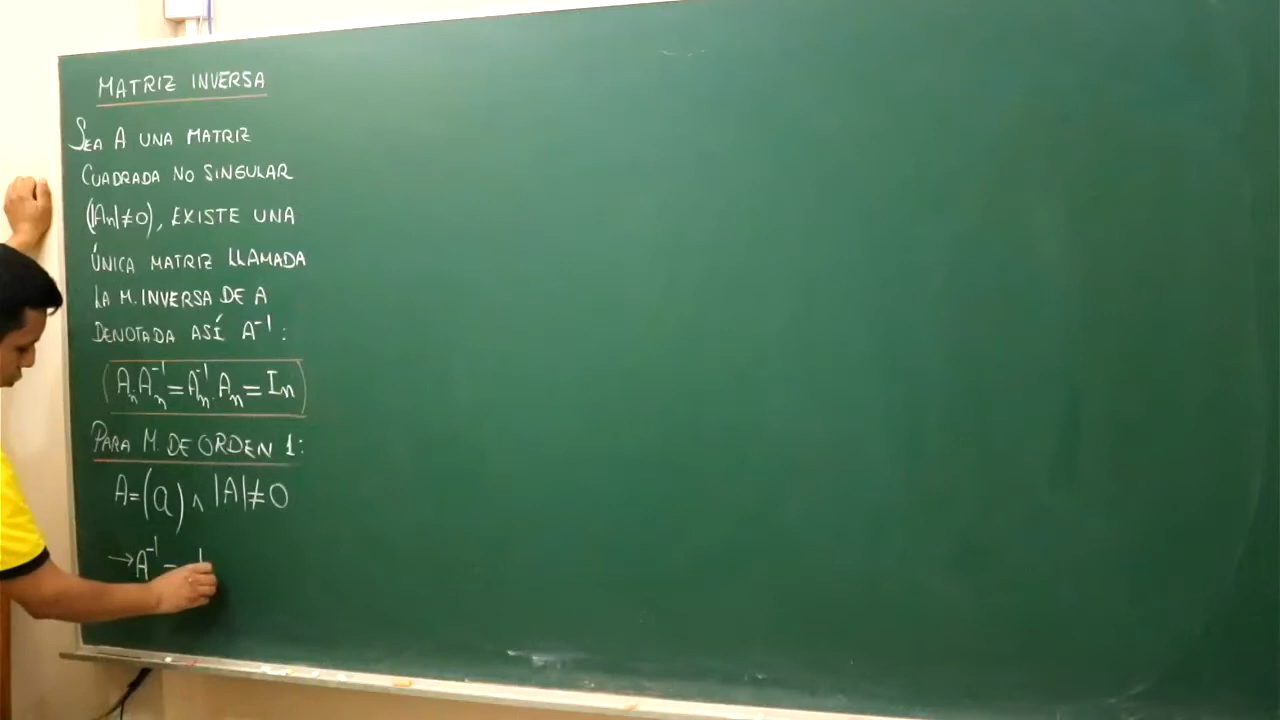 MATRIZ INVERSA
SEA A UNA MATRIZ
CUADRADA NO SINGULAR
(|Aₙ|≠0), EXISTE UNA
ÚNICA MATRIZ LLAMADA
LA M. INVERSA DE A
DENOTADA ASÍ A⁻¹:
(Aₙ.Aₙ⁻¹=Aₙ⁻¹.Aₙ=Iₙ)
PARA M. DE ORDEN 1:
A=(a) ∧ |A|≠0
→A⁻¹=